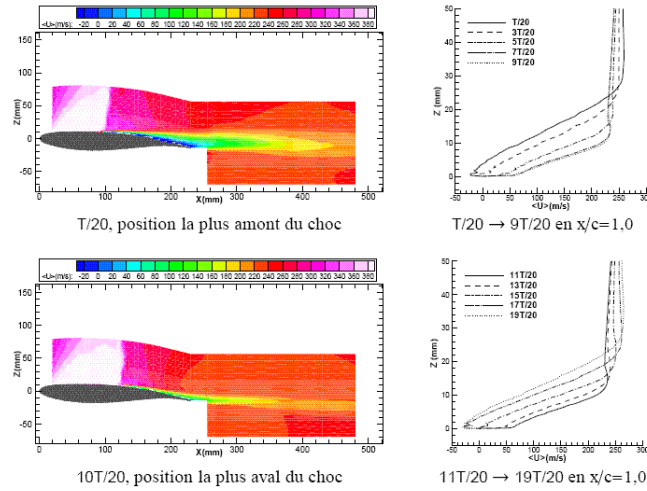 <U>(m/s): -20 0 20 40 60 80 100 120 140 160 180 200 220 240 260 280 300 320 340 360 380
150
100
50
0
-50
Z(mm)
0 100 200 300 400 500
X(mm)
T/20, position la plus amont du choc
T/20
3T/20
5T/20
7T/20
9T/20
50
40
30
20
10
0
Z (mm)
-50 0 50 100 150 200 250 300
<U>(m/s)
T/20 → 9T/20 en x/c=1,0
<U>(m/s): -20 0 20 40 60 80 100 120 140 160 180 200 220 240 260 280 300 320 340 360 380
150
100
50
0
-50
Z(mm)
0 100 200 300 400 500
X(mm)
10T/20, position la plus aval du choc
11T/20
13T/20
15T/20
17T/20
19T/20
50
40
30
20
10
0
Z (mm)
-50 0 50 100 150 200 250 300
<U>(m/s)
11T/20 → 19T/20 en x/c=1,0